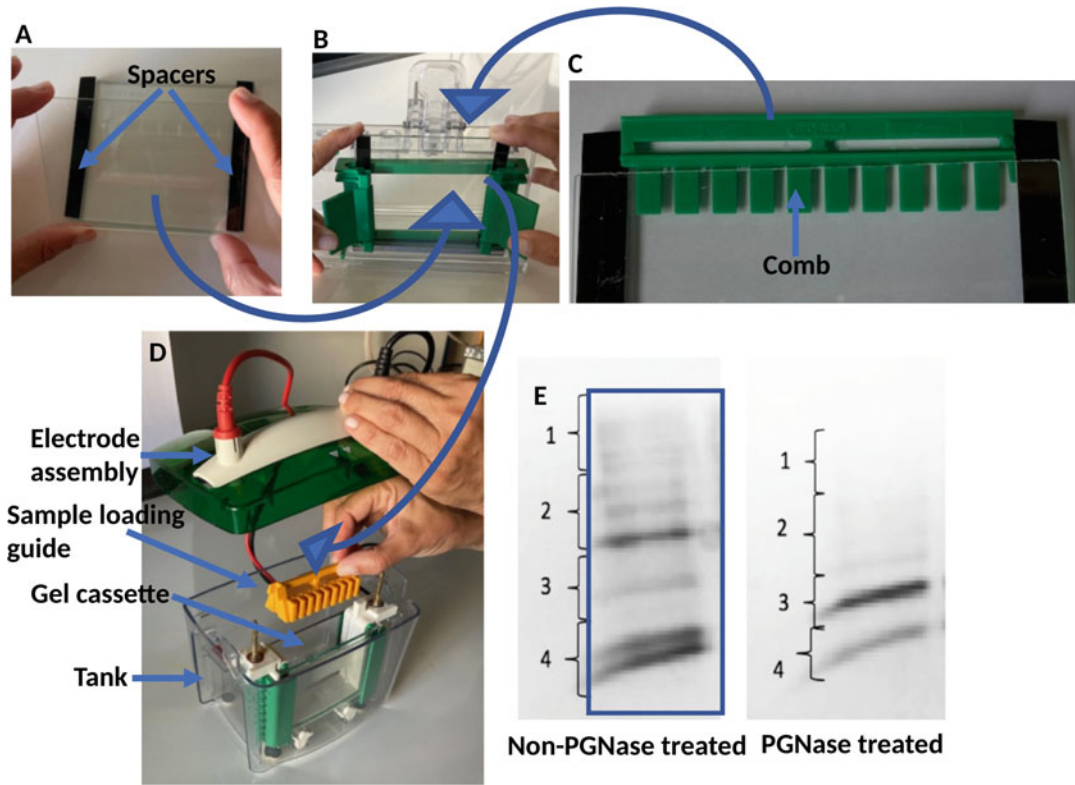 A
Spacers
B
C
Comb
D
Electrode
assembly
Sample loading
guide
Gel cassette
Tank
E
1
2
3
4
1
2
3
4
Non-PGNase treated
PGNase treated